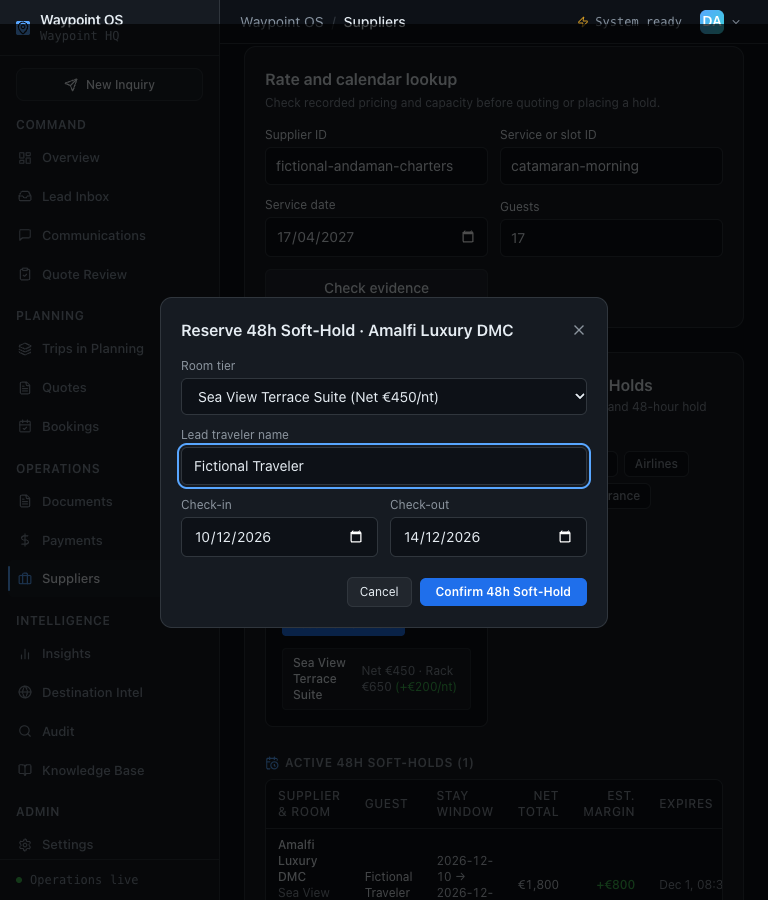 Waypoint OS
Waypoint HQ
Waypoint OS / Suppliers
System ready
DA
New Inquiry
COMMAND
Overview
Lead Inbox
Communications
Quote Review
PLANNING
Trips in Planning
Quotes
Bookings
OPERATIONS
Documents
Payments
Suppliers
INTELLIGENCE
Insights
Destination Intel
Audit
Knowledge Base
ADMIN
Settings
Operations live
Rate and calendar lookup
Check recorded pricing and capacity before quoting or placing a hold.
Supplier ID
Service or slot ID
fictional-andaman-charters
catamaran-morning
Service date
Guests
17/04/2027
17
Check evidence
Holds
and 48-hour hold
Airlines
rance
Reserve 48h Soft-Hold · Amalfi Luxury DMC
Room tier
Sea View Terrace Suite (Net €450/nt)
Lead traveler name
Fictional Traveler
Check-in
Check-out
10/12/2026
14/12/2026
Cancel
Confirm 48h Soft-Hold
Sea View
Terrace
Suite
Net €450 · Rack
€650 (+€200/nt)
ACTIVE 48H SOFT-HOLDS (1)
SUPPLIER
& ROOM
GUEST
STAY
WINDOW
NET
TOTAL
EST.
MARGIN
EXPIRES
Amalfi
Luxury
DMC
Sea View
Fictional
Traveler
2026-12-
10 →
2026-12-
€1,800
+€800
Dec 1, 08:3